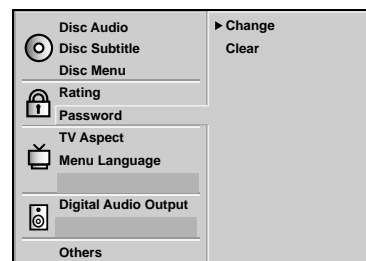 Disc Audio
Disc Subtitle
Disc Menu
Rating
Password
TV Aspect
Menu Language
Digital Audio Output
Others
Change
Clear